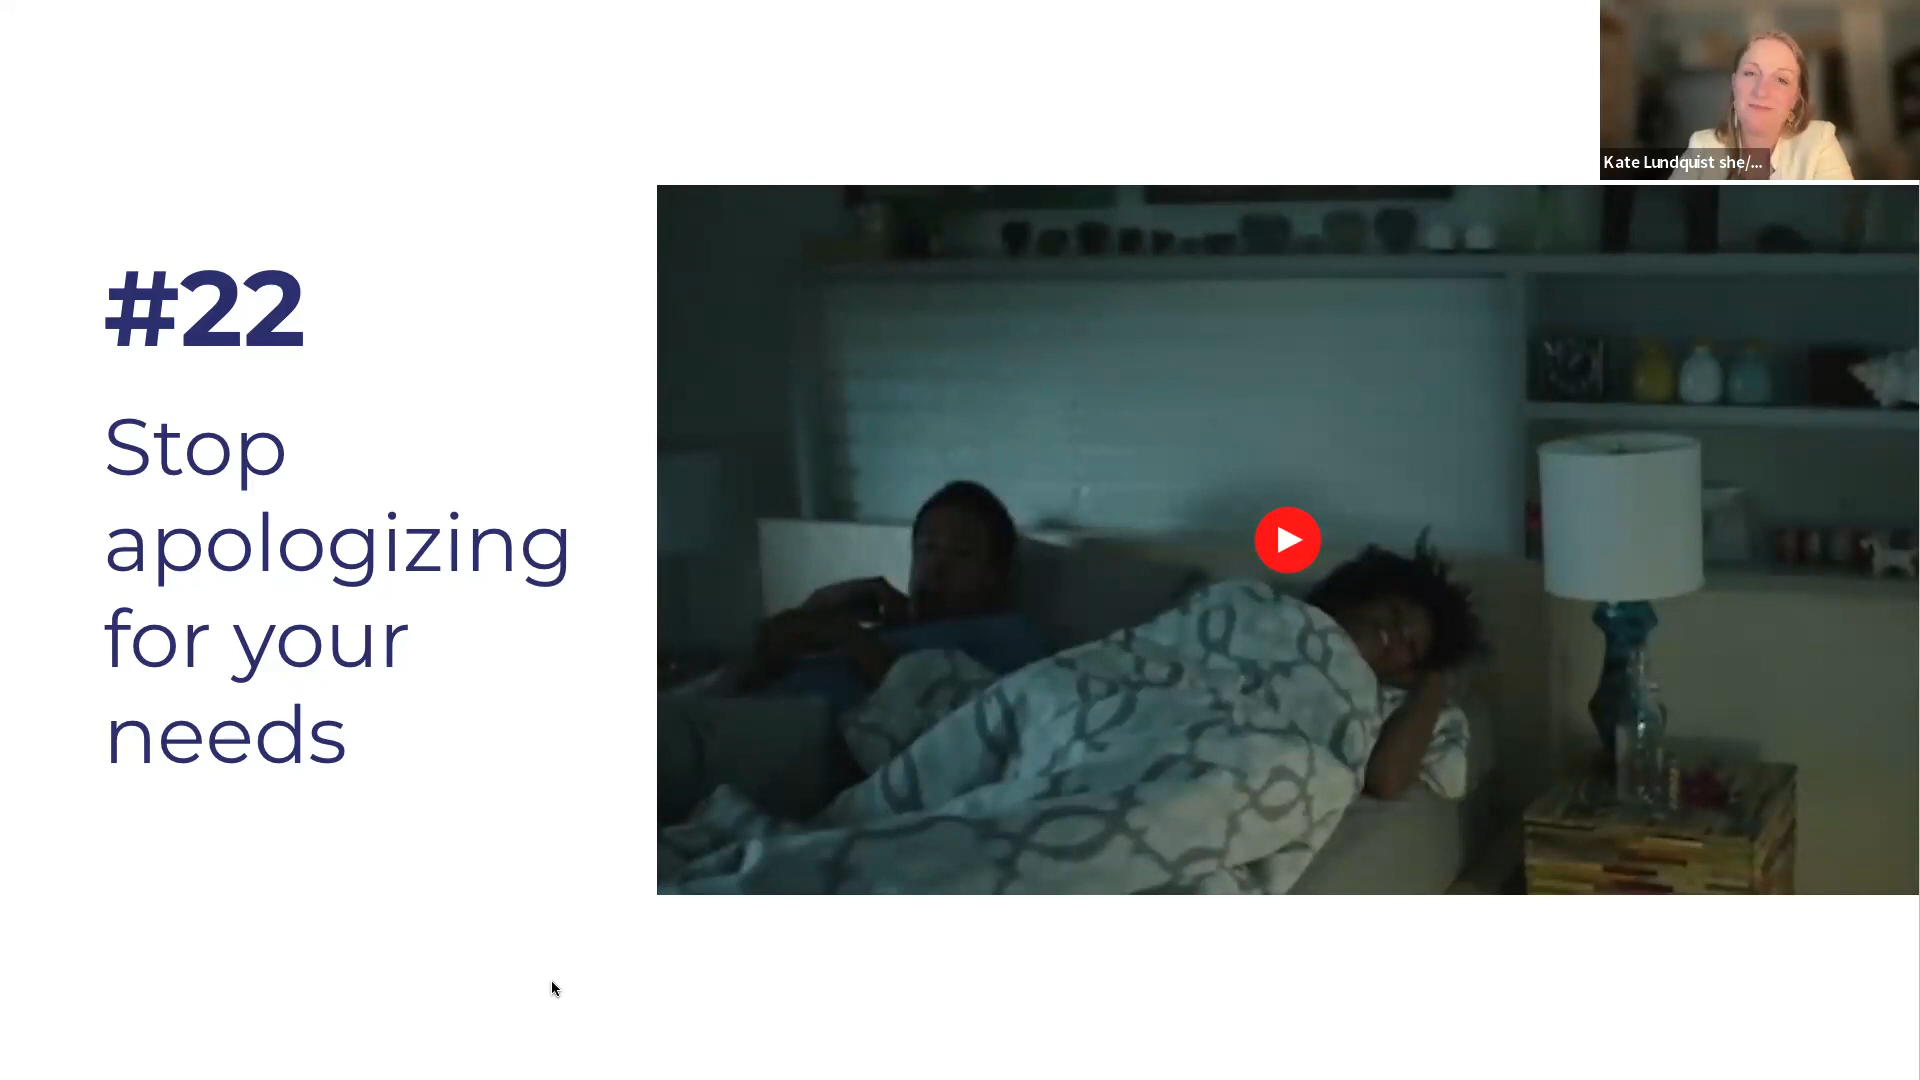 Kate Lundquist she/...
#22
Stop
apologizing
for your
needs